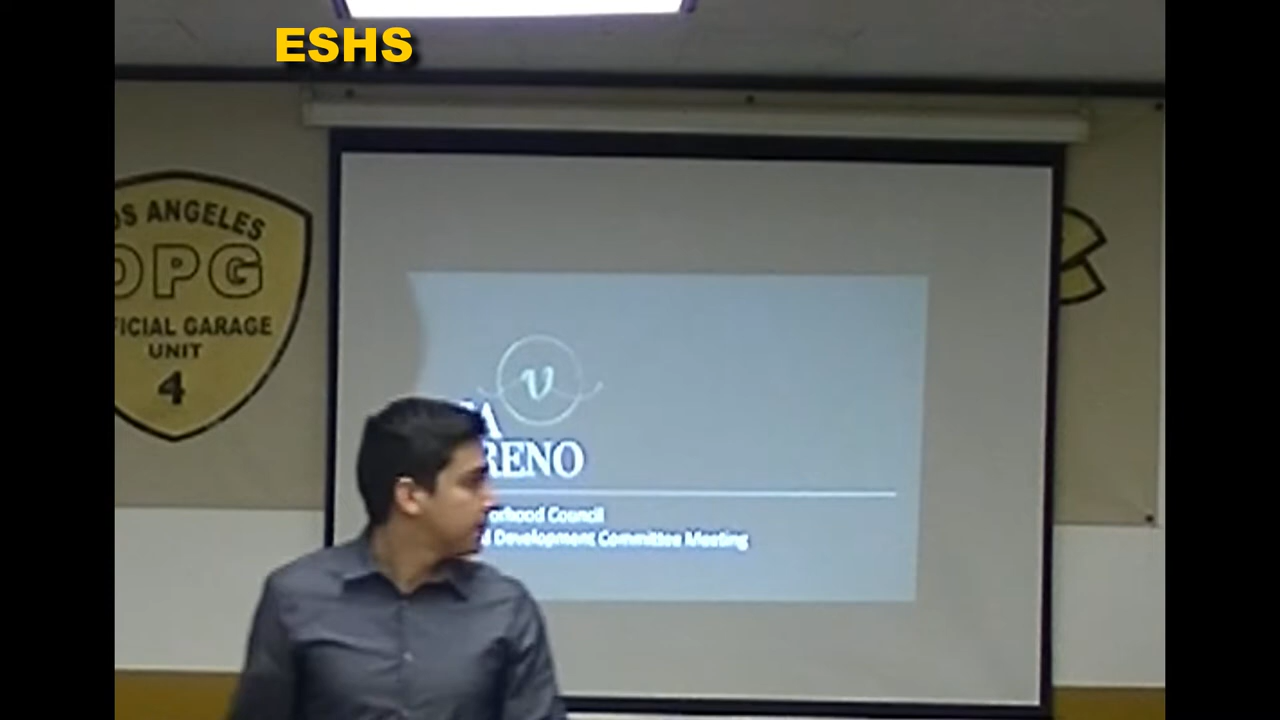 ESHS
OS ANGELES
OPG
FICIAL GARAGE
UNIT
4
v
RENO
orhood Council
d Development Committee Meeting